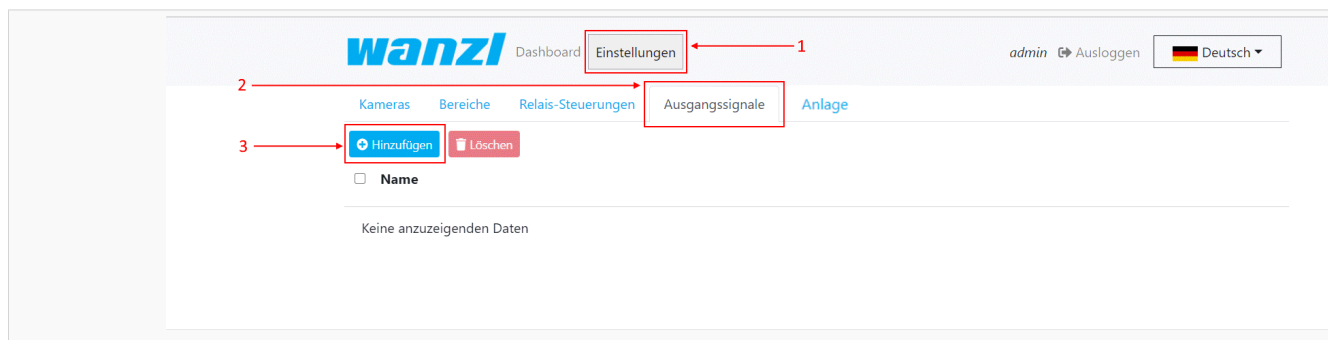 wanzl Dashboard Einstellungen 1 admin Ausloggen Deutsch
2
Kameras Bereiche Relais-Steuerungen Ausgangssignale Anlage
3 Hinzufügen Löschen
Name
Keine anzuzeigenden Daten